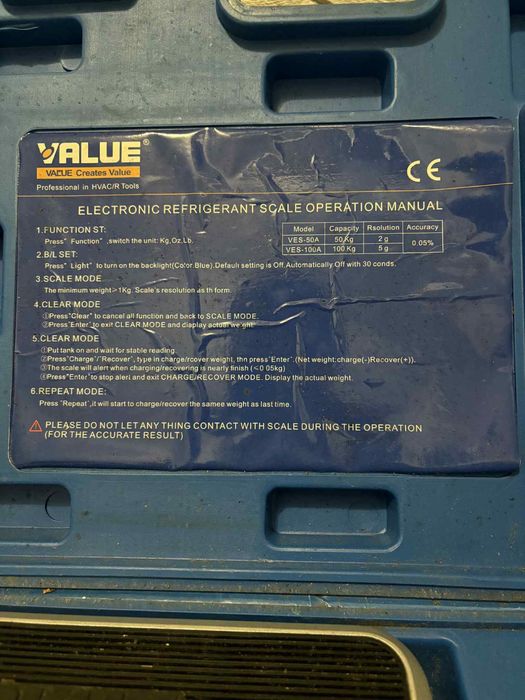 VALUE®
VALUE Creates Value
Professional in HVAC/R Tools
CE
ELECTRONIC REFRIGERANT SCALE OPERATION MANUAL
1.FUNCTION ST:
Press" Function" ,switch the unit: Kg,Oz.Lb.
Model Capacity Rsolution Accuracy
VES-50A 50 Kg 2 g 0.05%
VES-100A 100 Kg 5 g
2.B/L SET:
Press" Light" to turn on the backlight(Color.Blue).Defaull setting is Off.Automatically Off with 30 conds.
3.SCALE MODE
The minimum weight>1Kg. Scale's resolution as th form.
4.CLEAR MODE
①Press"Clear" to cancel all function and back to SCALE MODE.
②Press"Enter",to exit CLEAR MODE and diaplay actual weight.
5.CLEAR MODE
①Put tank on and wait for stable reading.
②Press"Charge"/"Recover", type in charge/rcover weight, thn press"Enter".(Net weight:charge(-)Recover(+)).
③The scale will alert when charging/recovering is nearly finish (≤0 05kg)
④Press"Enter"to stop alert and exit CHARGE/RECOVER MODE. Display the actual weight.
6.REPEAT MODE:
Press "Repeat",it will start to charge/recover the samee weight as last time.
⚠ PLEASE DO NOT LET ANY THING CONTACT WITH SCALE DURING THE OPERATION
(FOR THE ACCURATE RESULT)